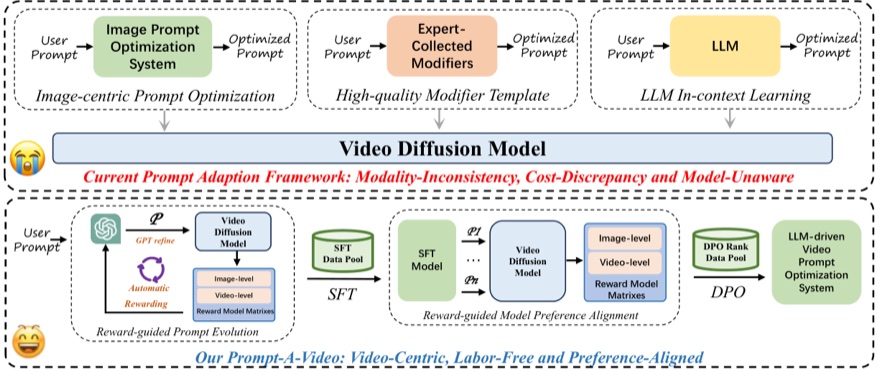 User Prompt
Image Prompt Optimization System
Optimized Prompt
Image-centric Prompt Optimization
User Prompt
Expert-Collected Modifiers
Optimized Prompt
High-quality Modifier Template
User Prompt
LLM
Optimized Prompt
LLM In-context Learning
Video Diffusion Model
Current Prompt Adaption Framework: Modality-Inconsistency, Cost-Discrepancy and Model-Unaware
User Prompt
P
GPT refine
Video Diffusion Model
Automatic Rewarding
Image-level
Video-level
Reward Model Matrixes
Reward-guided Prompt Evolution
SFT Data Pool
SFT
SFT Model
P1
...
Pn
Video Diffusion Model
Image-level
Video-level
Reward Model Matrixes
Reward-guided Model Preference Alignment
DPO Rank Data Pool
DPO
LLM-driven Video Prompt Optimization System
Our Prompt-A-Video: Video-Centric, Labor-Free and Preference-Aligned